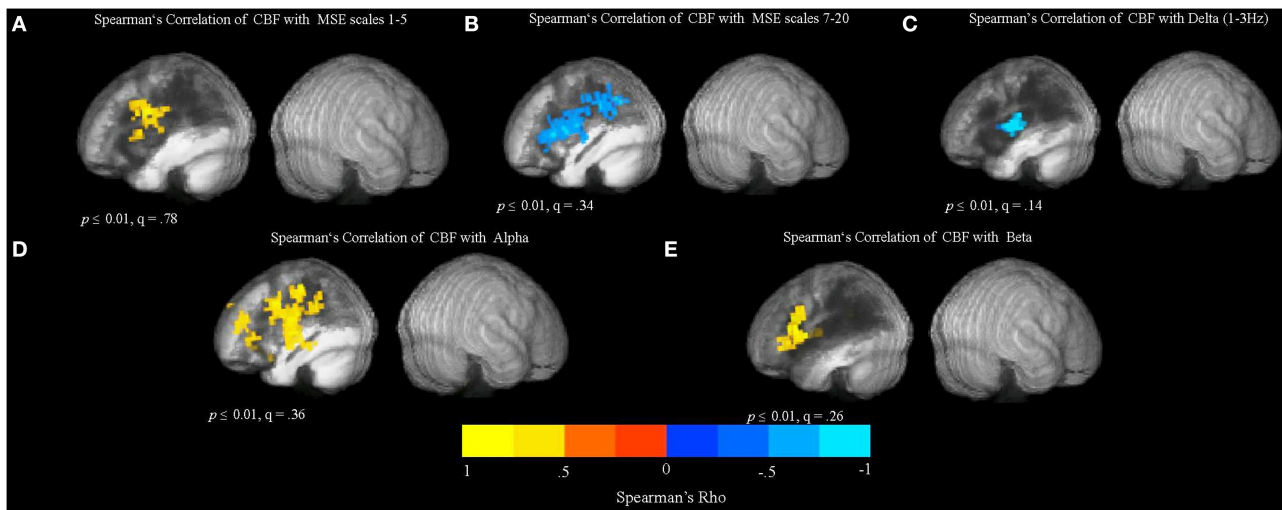 A
Spearman‘s Correlation of CBF with MSE scales 1-5
p ≤ 0.01, q = .78
B
Spearman‘s Correlation of CBF with MSE scales 7-20
p ≤ 0.01, q = .34
C
Spearman’s Correlation of CBF with Delta (1-3Hz)
p ≤ 0.01, q = .14
D
Spearman‘s Correlation of CBF with Alpha
p ≤ 0.01, q = .36
E
Spearman‘s Correlation of CBF with Beta
p ≤ 0.01, q = .26
1 .5 0 -.5 -1
Spearman’s Rho